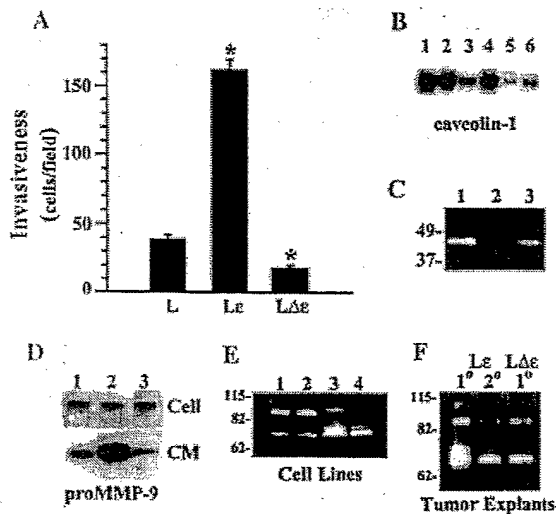 A
Invasiveness
(cells/field)
150
100
50
0
*
*
L
Lε
LΔε
B
1 2 3 4 5 6
caveolin-1
C
1 2 3
49-
37-
D
1 2 3
Cell
CM
proMMP-9
E
1 2 3 4
115-
82-
62-
Cell Lines
F
Lε LΔε
1° 2° 1°
115-
82-
62-
Tumor Explants